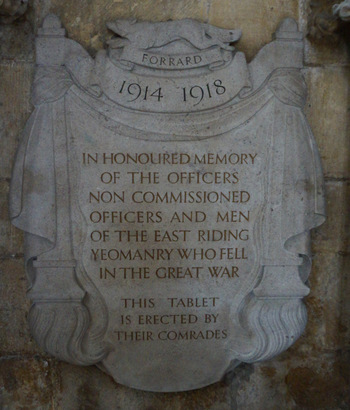 FORRARD
1914 1918
IN HONOURED MEMORY
OF THE OFFICERS
NON COMMISSIONED
OFFICERS AND MEN
OF THE EAST RIDING
YEOMANRY WHO FELL
IN THE GREAT WAR
THIS TABLET
IS ERECTED BY
THEIR COMRADES